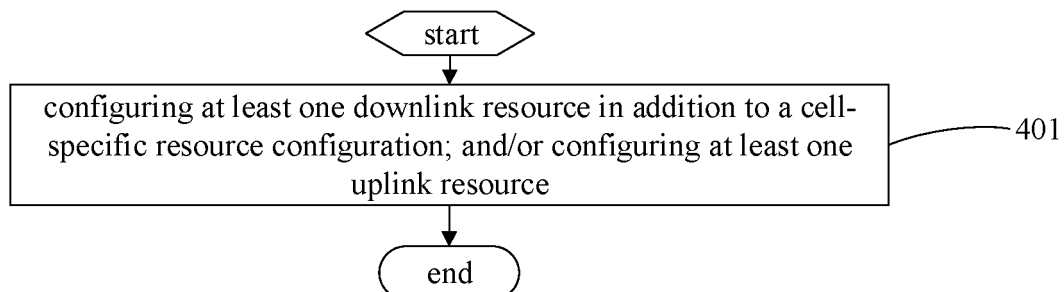 start
configuring at least one downlink resource in addition to a cell-
specific resource configuration; and/or configuring at least one
uplink resource
401
end